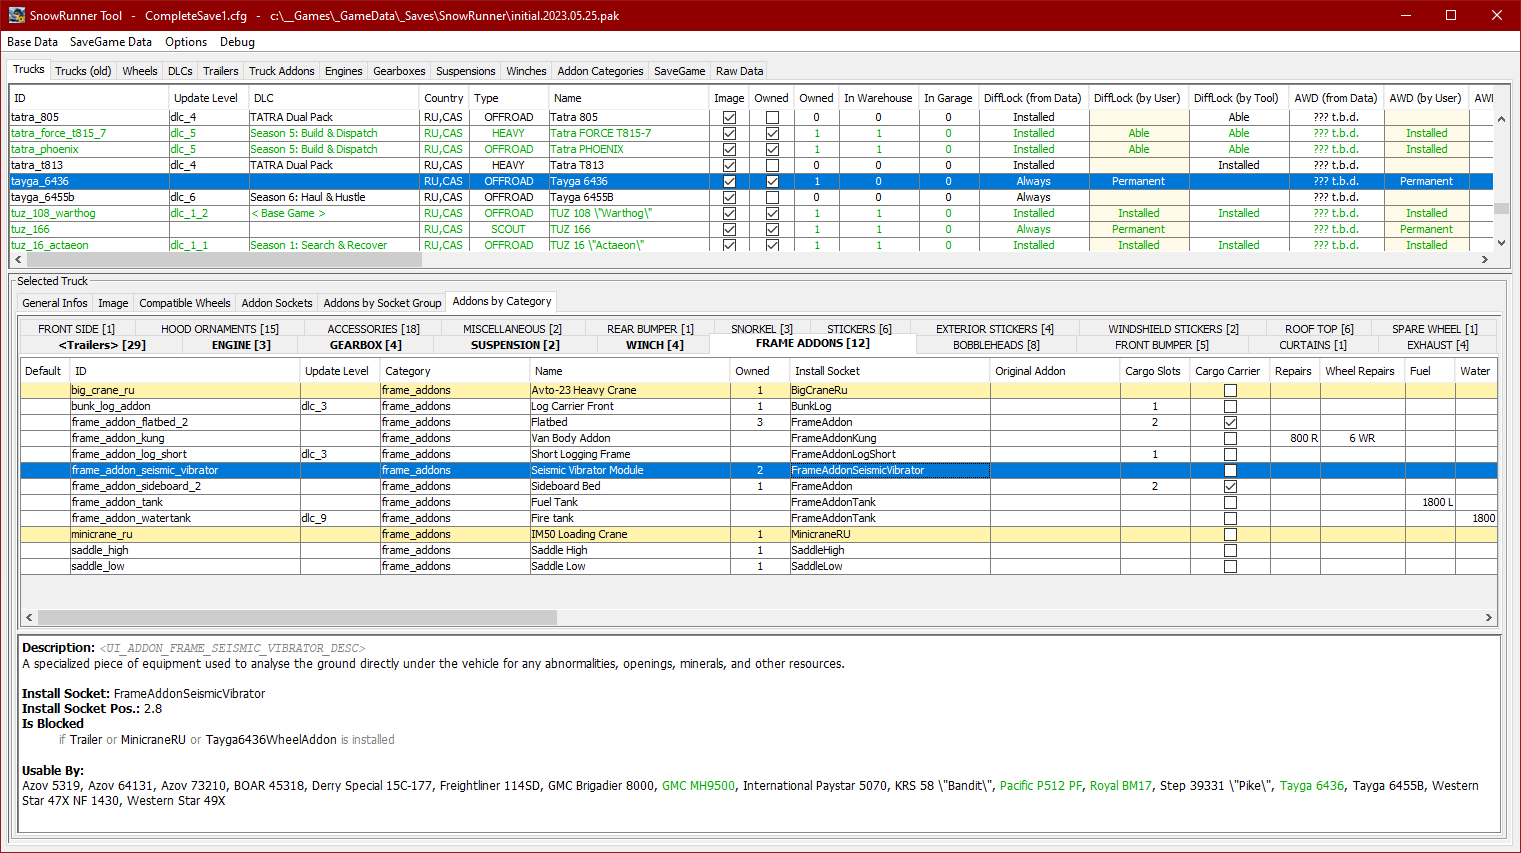 SnowRunner Tool - CompleteSave1.cfg - c:\__Games\_GameData\_Saves\SnowRunner\initial.2023.05.25.pak
Base Data SaveGame Data Options Debug
Trucks Trucks (old) Wheels DLCs Trailers Truck Addons Engines Gearboxes Suspensions Winches Addon Categories SaveGame Raw Data
ID Update Level DLC Country Type Name Image Owned Owned In Warehouse In Garage DiffLock (from Data) DiffLock (by User) DiffLock (by Tool) AWD (from Data) AWD (by User) AWI
tatra_805 dlc_4 TATRA Dual Pack RU,CAS OFFROAD Tatra 805 0 0 0 Installed Able ??? t.b.d.
tatra_force_t815_7 dlc_5 Season 5: Build & Dispatch RU,CAS HEAVY Tatra FORCE T815-7 1 1 0 Installed Able Able ??? t.b.d. Installed
tatra_phoenix dlc_5 Season 5: Build & Dispatch RU,CAS OFFROAD Tatra PHOENIX 1 1 0 Installed Able Able ??? t.b.d. Installed
tatra_t813 dlc_4 TATRA Dual Pack RU,CAS HEAVY Tatra T813 0 0 0 Installed Installed ??? t.b.d.
tayga_6436 RU,CAS OFFROAD Tayga 6436 1 0 0 Always Permanent ??? t.b.d. Permanent
tayga_6455b dlc_6 Season 6: Haul & Hustle RU,CAS OFFROAD Tayga 6455B 0 0 0 Always ??? t.b.d.
tuz_108_warthog dlc_1_2 < Base Game > RU,CAS OFFROAD TUZ 108 \"Warthog\" 1 1 0 Installed Installed Installed ??? t.b.d. Installed
tuz_166 RU,CAS SCOUT TUZ 166 1 1 0 Always Permanent ??? t.b.d. Permanent
tuz_16_actaeon dlc_1_1 Season 1: Search & Recover RU,CAS OFFROAD TUZ 16 \"Actaeon\" 1 1 0 Installed Installed Installed ??? t.b.d. Installed
Selected Truck
General Infos Image Compatible Wheels Addon Sockets Addons by Socket Group Addons by Category
FRONT SIDE [1] HOOD ORNAMENTS [15] ACCESSORIES [18] MISCELLANEOUS [2] REAR BUMPER [1] SNORKEL [3] STICKERS [6] EXTERIOR STICKERS [4] WINDSHIELD STICKERS [2] ROOF TOP [6] SPARE WHEEL [1]
<Trailers> [29] ENGINE [3] GEARBOX [4] SUSPENSION [2] WINCH [4] FRAME ADDONS [12] BOBBLEHEADS [8] FRONT BUMPER [5] CURTAINS [1] EXHAUST [4]
Default ID Update Level Category Name Owned Install Socket Original Addon Cargo Slots Cargo Carrier Repairs Wheel Repairs Fuel Water
big_crane_ru frame_addons Avto-23 Heavy Crane 1 BigCraneRu
bunk_log_addon dlc_3 frame_addons Log Carrier Front 1 BunkLog 1
frame_addon_flatbed_2 frame_addons Flatbed 3 FrameAddon 2
frame_addon_kung frame_addons Van Body Addon FrameAddonKung 800 R 6 WR
frame_addon_log_short dlc_3 frame_addons Short Logging Frame FrameAddonLogShort 1
frame_addon_seismic_vibrator frame_addons Seismic Vibrator Module 2 FrameAddonSeismicVibrator
frame_addon_sideboard_2 frame_addons Sideboard Bed 1 FrameAddon 2
frame_addon_tank frame_addons Fuel Tank FrameAddonTank 1800 L
frame_addon_watertank dlc_9 frame_addons Fire tank FrameAddonTank 1800
minicrane_ru frame_addons IM50 Loading Crane 1 MinicraneRU
saddle_high frame_addons Saddle High 1 SaddleHigh
saddle_low frame_addons Saddle Low 1 SaddleLow
Description: <UI_ADDON_FRAME_SEISMIC_VIBRATOR_DESC>
A specialized piece of equipment used to analyse the ground directly under the vehicle for any abnormalities, openings, minerals, and other resources.
Install Socket: FrameAddonSeismicVibrator
Install Socket Pos.: 2.8
Is Blocked
if Trailer or MinicraneRU or Tayga6436WheelAddon is installed
Usable By:
Azov 5319, Azov 64131, Azov 73210, BOAR 45318, Derry Special 15C-177, Freightliner 114SD, GMC Brigadier 8000, GMC MH9500, International Paystar 5070, KRS 58 \"Bandit\", Pacific P512 PF, Royal BM17, Step 39331 \"Pike\", Tayga 6436, Tayga 6455B, Western
Star 47X NF 1430, Western Star 49X